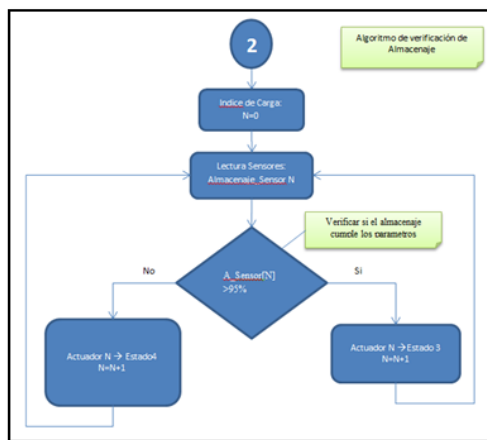 2
Algoritmo de verificación de
Almacenaje
Indice de Carga:
N=0
Lectura Sensores:
Almacenaje_Sensor N
Verificar si el almacenaje
cumple los parametros
No
A_Sensor[N]
>95%
Si
Actuador N → Estado4
N=N+1
Actuador N → Estado 3
N=N+1